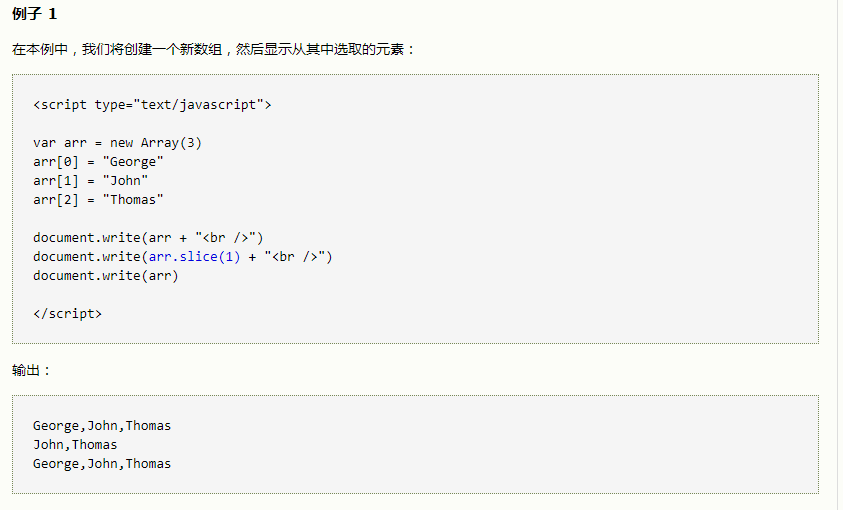 例子 1
在本例中，我们将创建一个新数组，然后显示从其中选取的元素：
<script type="text/javascript">
var arr = new Array(3)
arr[0] = "George"
arr[1] = "John"
arr[2] = "Thomas"
document.write(arr + "<br />")
document.write(arr.slice(1) + "<br />")
document.write(arr)
</script>
输出：
George,John,Thomas
John,Thomas
George,John,Thomas